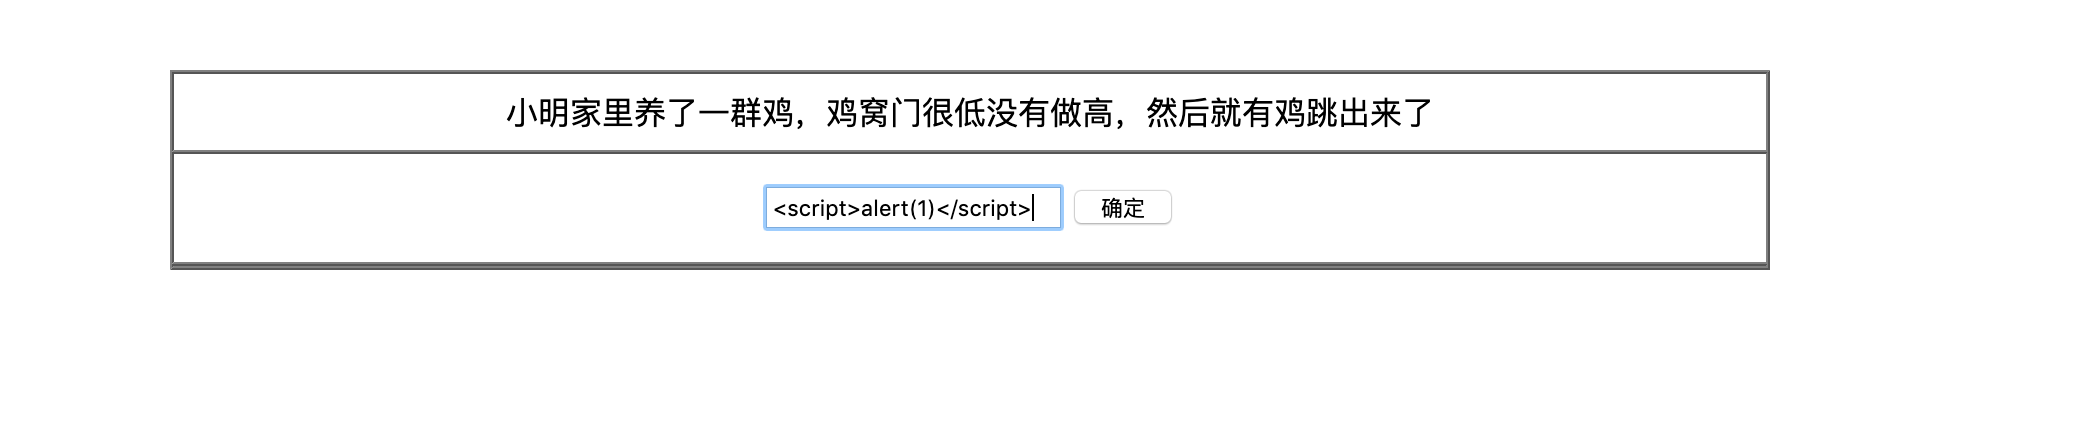 小明家里养了一群鸡，鸡窝门很低没有做高，然后就有鸡跳出来了
<script>alert(1)</script>
确定